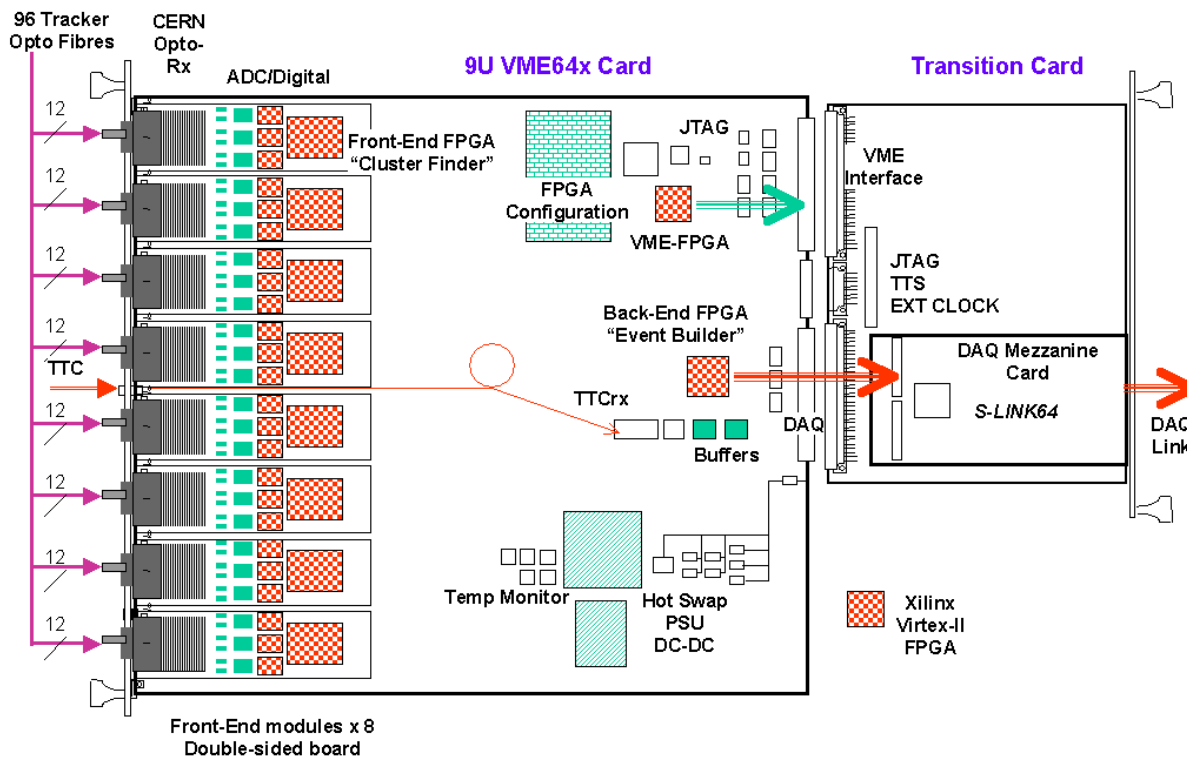 96 Tracker
Opto Fibres
CERN
Opto-
Rx
ADC/Digital
9U VME64x Card
Transition Card
12
12
12
12
12
12
12
12
TTC
Front-End FPGA
“Cluster Finder”
FPGA
Configuration
JTAG
VME-FPGA
VME
Interface
JTAG
TTS
EXT CLOCK
Back-End FPGA
“Event Builder”
TTCrx
Buffers
DAQ
DAQ Mezzanine
Card
S-LINK64
DAQ
Link
Temp Monitor
Hot Swap
PSU
DC-DC
Xilinx
Virtex-II
FPGA
Front-End modules x 8
Double-sided board